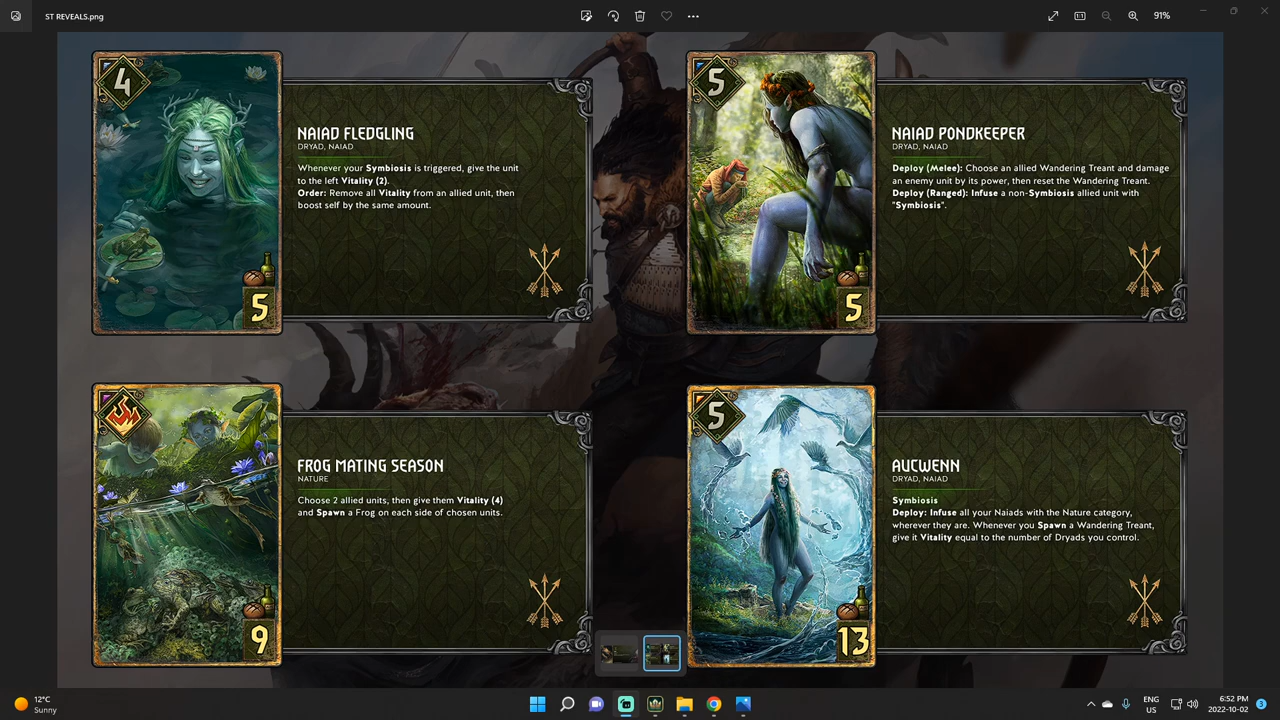 ST REVEALS.png
91%
4
NAIAD FLEDGLING
DRYAD, NAIAD
Whenever your Symbiosis is triggered, give the unit
to the left Vitality (2).
Order: Remove all Vitality from an allied unit, then
boost self by the same amount.
5
5
NAIAD PONDKEEPER
DRYAD, NAIAD
Deploy (Melee): Choose an allied Wandering Treant and damage
an enemy unit by its power, then reset the Wandering Treant.
Deploy (Ranged): Infuse a non-Symbiosis allied unit with
"Symbiosis".
5
FROG MATING SEASON
NATURE
Choose 2 allied units, then give them Vitality (4)
and Spawn a Frog on each side of chosen units.
9
5
AUCWENN
DRYAD, NAIAD
Symbiosis
Deploy: Infuse all your Naiads with the Nature category,
wherever they are. Whenever you Spawn a Wandering Treant,
give it Vitality equal to the number of Dryads you control.
13
12°C
Sunny
ENG
US
6:52 PM
2022-10-02
3